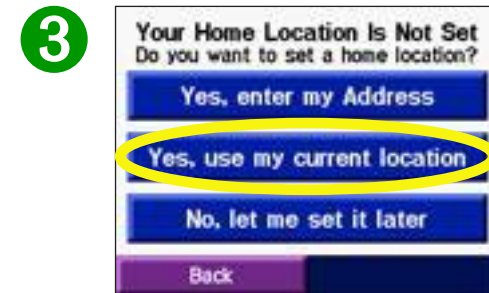 3
Your Home Location Is Not Set
Do you want to set a home location?
Yes, enter my Address
Yes, use my current location
No, let me set it later
Back